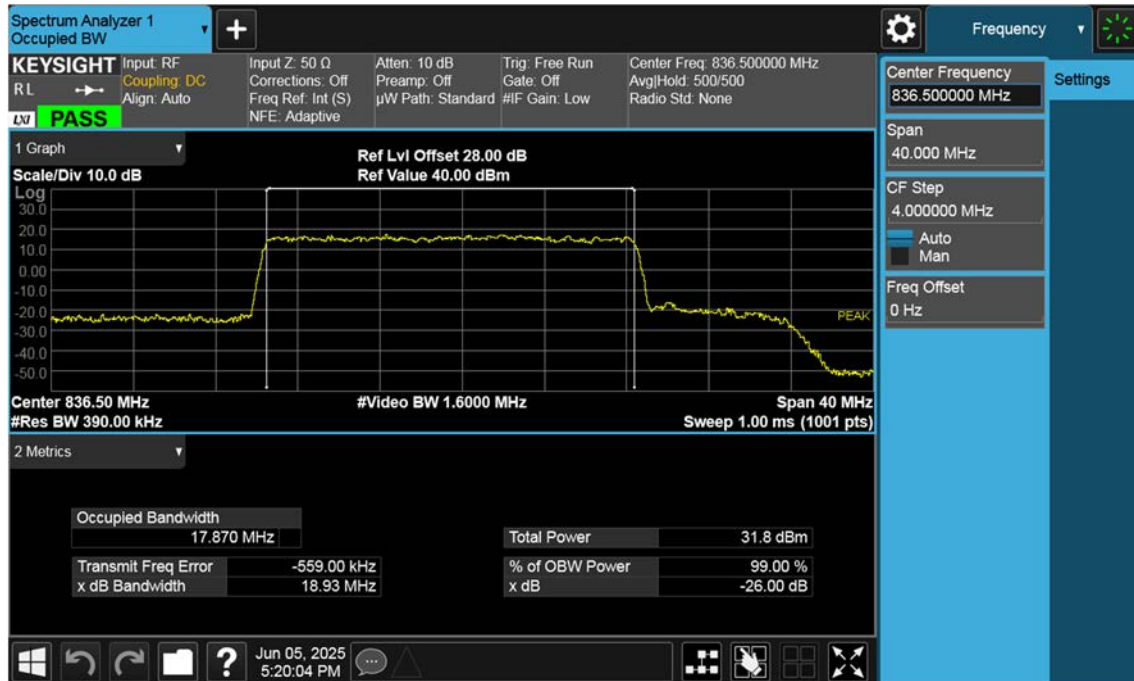 Spectrum Analyzer 1
Occupied BW
+
Frequency
KEYSIGHT
RL
LXI PASS
Input: RF
Coupling: DC
Align: Auto
Input Z: 50 Ω
Corrections: Off
Freq Ref: Int (S)
NFE: Adaptive
Atten: 10 dB
Preamp: Off
µW Path: Standard
Trig: Free Run
Gate: Off
#IF Gain: Low
Center Freq: 836.500000 MHz
Avg|Hold: 500/500
Radio Std: None
Center Frequency
836.500000 MHz
Settings
Span
40.000 MHz
CF Step
4.000000 MHz
Auto
Man
Freq Offset
0 Hz
1 Graph
Scale/Div 10.0 dB
Ref Lvl Offset 28.00 dB
Ref Value 40.00 dBm
Log
30.0
20.0
10.0
0.00
-10.0
-20.0
-30.0
-40.0
-50.0
PEAK
Center 836.50 MHz
#Video BW 1.6000 MHz
Span 40 MHz
#Res BW 390.00 kHz
Sweep 1.00 ms (1001 pts)
2 Metrics
Occupied Bandwidth
17.870 MHz
Total Power 31.8 dBm
Transmit Freq Error -559.00 kHz
% of OBW Power 99.00 %
x dB Bandwidth 18.93 MHz
x dB -26.00 dB
?
Jun 05, 2025
5:20:04 PM